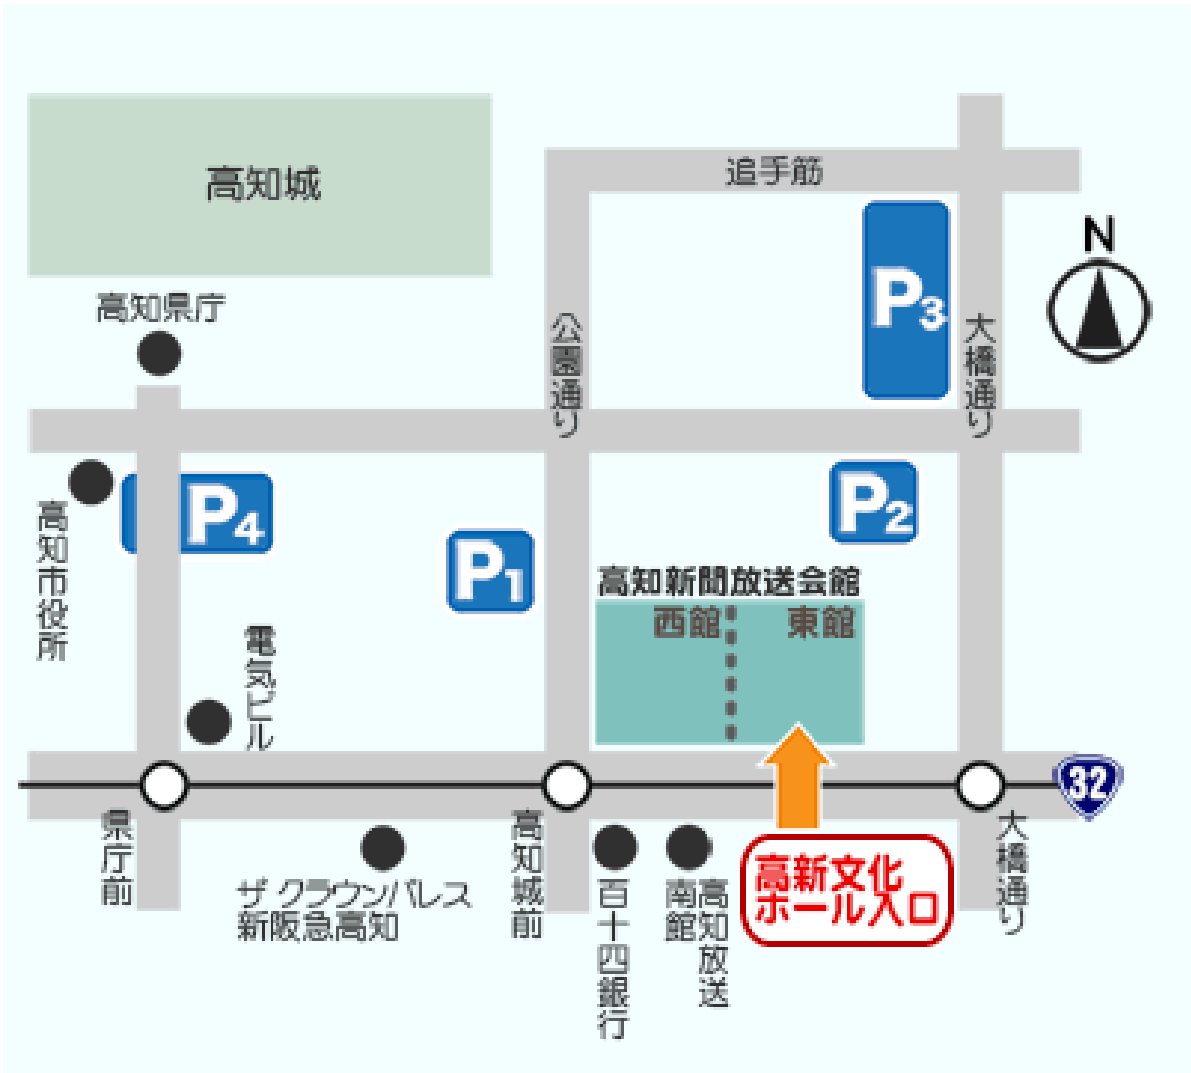 高知城
追手筋
N
高知県庁
公園通り
大橋通り
P3
高知市役所
P4
P1
P2
高知新聞放送会館
西館
東館
電気ビル
32
県庁前
高知城前
大橋通り
ザ クラウンパレス
新阪急高知
百十四銀行
高知放送
南館
高新文化
ホール入口